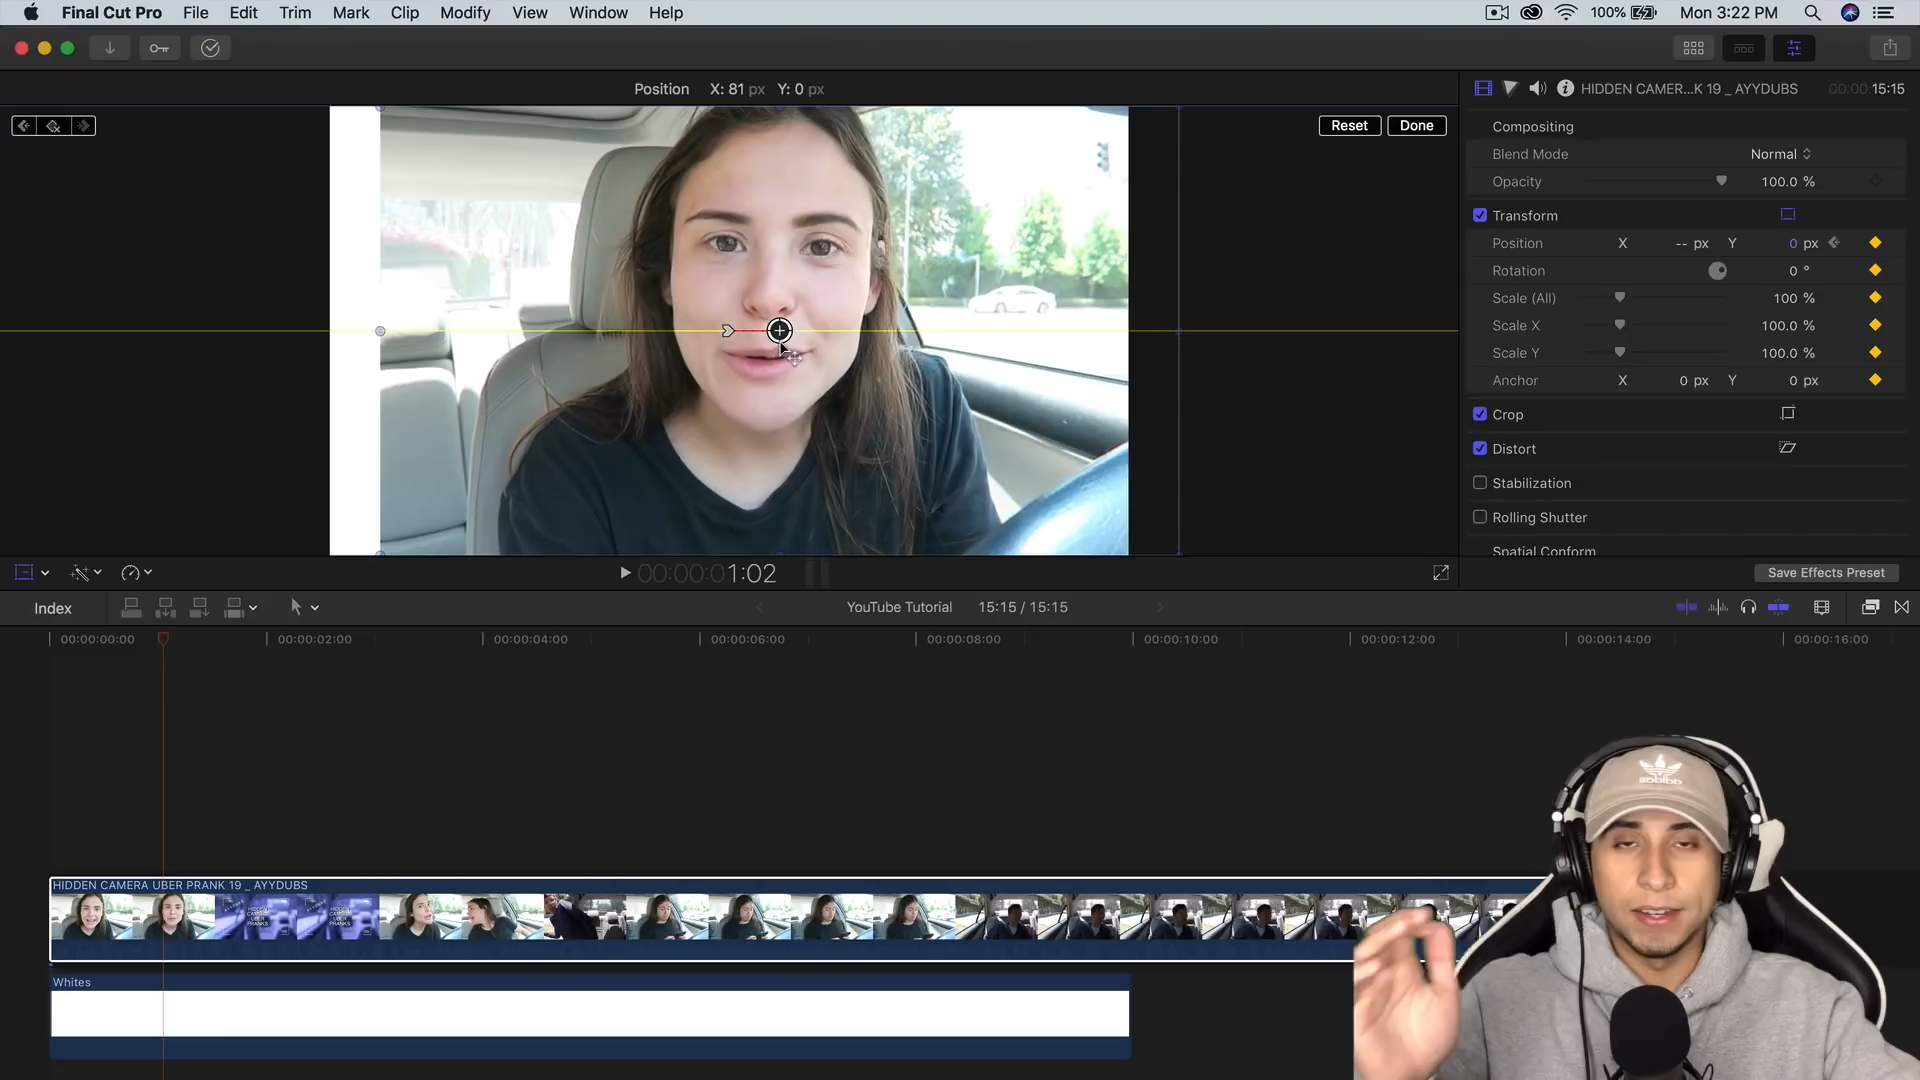 Final Cut Pro File Edit Trim Mark Clip Modify View Window Help 100% Mon 3:22 PM
Position X: 81 px Y: 0 px
HIDDEN CAMER...K 19 _ AYYDUBS 00:00:15:15
Reset Done
Compositing
Blend Mode Normal
Opacity 100.0 %
Transform
Position X -- px Y 0 px
Rotation 0 °
Scale (All) 100 %
Scale X 100.0 %
Scale Y 100.0 %
Anchor X 0 px Y 0 px
Crop
Distort
Stabilization
Rolling Shutter
Spatial Conform
00:00:01:02
Save Effects Preset
Index
YouTube Tutorial 15:15 / 15:15
00:00:00:00 00:00:02:00 00:00:04:00 00:00:06:00 00:00:08:00 00:00:10:00 00:00:12:00 00:00:14:00 00:00:16:00
adidas
HIDDEN CAMERA UBER PRANK 19 _ AYYDUBS
Whites